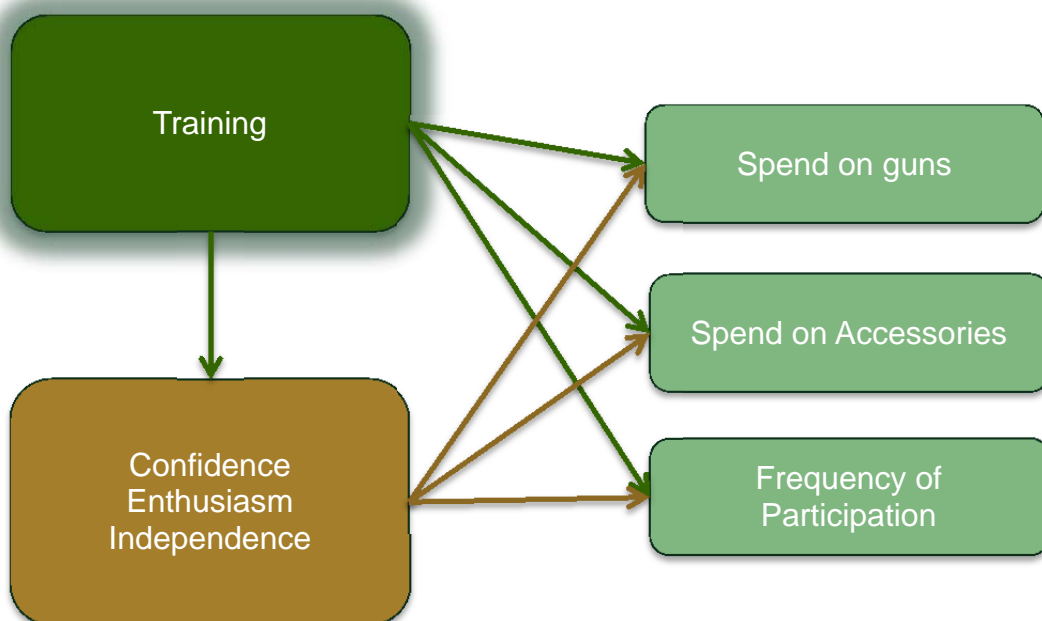 Training
Spend on guns
Spend on Accessories
Confidence
Enthusiasm
Independence
Frequency of
Participation